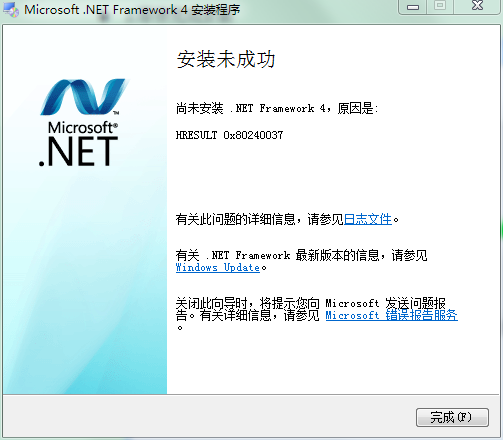 Microsoft .NET Framework 4 安装程序
安装未成功
Microsoft®
.NET
TM
尚未安装 .NET Framework 4，原因是:
HRESULT 0x80240037
有关此问题的详细信息，请参见日志文件。
有关 .NET Framework 最新版本的信息，请参见
Windows Update。
关闭此向导时，将提示您向 Microsoft 发送问题报
告。有关详细信息，请参见 Microsoft 错误报告服务
。
完成(F)